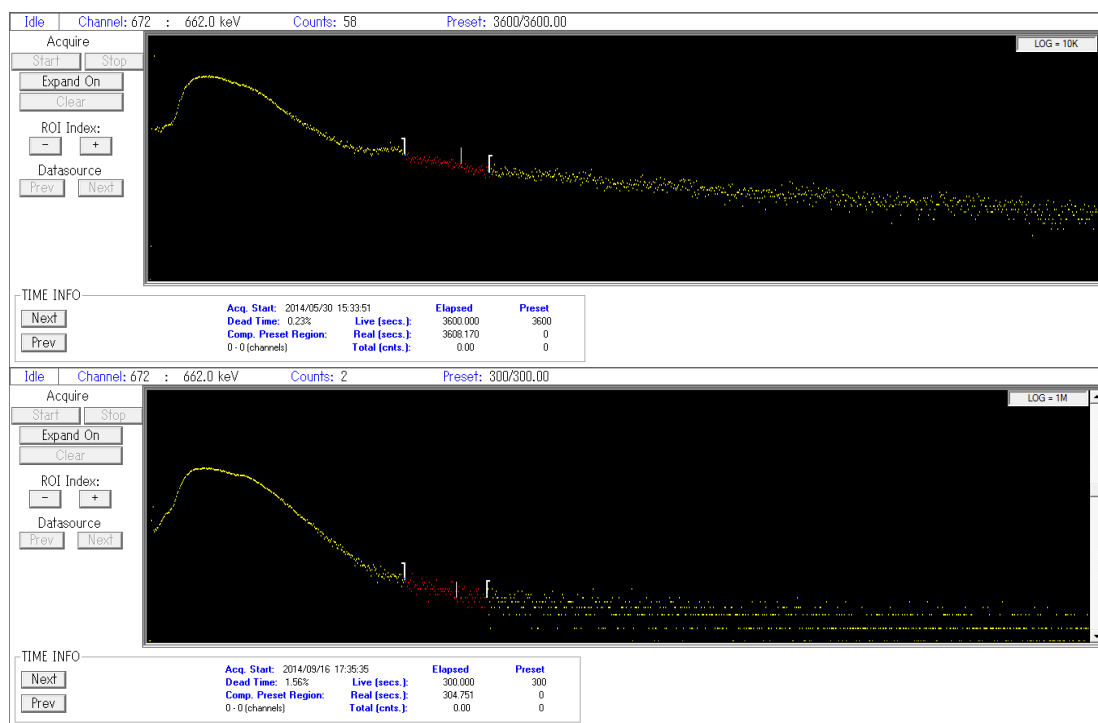 Idle Channel: 672 : 662.0 keV Counts: 58 Preset: 3600/3600.00
Acquire
Start Stop
Expand On
Clear
ROI Index:
- +
Datasource
Prev Next
LOG = 10K
TIME INFO
Next
Prev
Acq. Start: 2014/05/30 15:33:51 Elapsed Preset
Dead Time: 0.23% Live (secs.): 3600.000 3600
Comp. Preset Region: Real (secs.): 3608.170 0
0 - 0 (channels) Total (cnts.): 0.00 0
Idle Channel: 672 : 662.0 keV Counts: 2 Preset: 300/300.00
Acquire
Start Stop
Expand On
Clear
ROI Index:
- +
Datasource
Prev Next
LOG = 1M
TIME INFO
Next
Prev
Acq. Start: 2014/09/16 17:35:35 Elapsed Preset
Dead Time: 1.56% Live (secs.): 300.000 300
Comp. Preset Region: Real (secs.): 304.751 0
0 - 0 (channels) Total (cnts.): 0.00 0